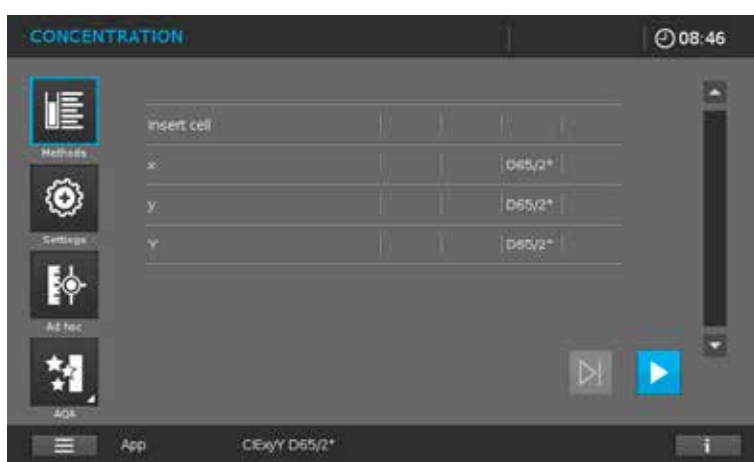 CONCENTRATION 08:46
Insert cell
Methods
x D65/2°
Settings
y D65/2°
Y D65/2°
Ad hoc
AQA
App CIExyY D65/2°
i